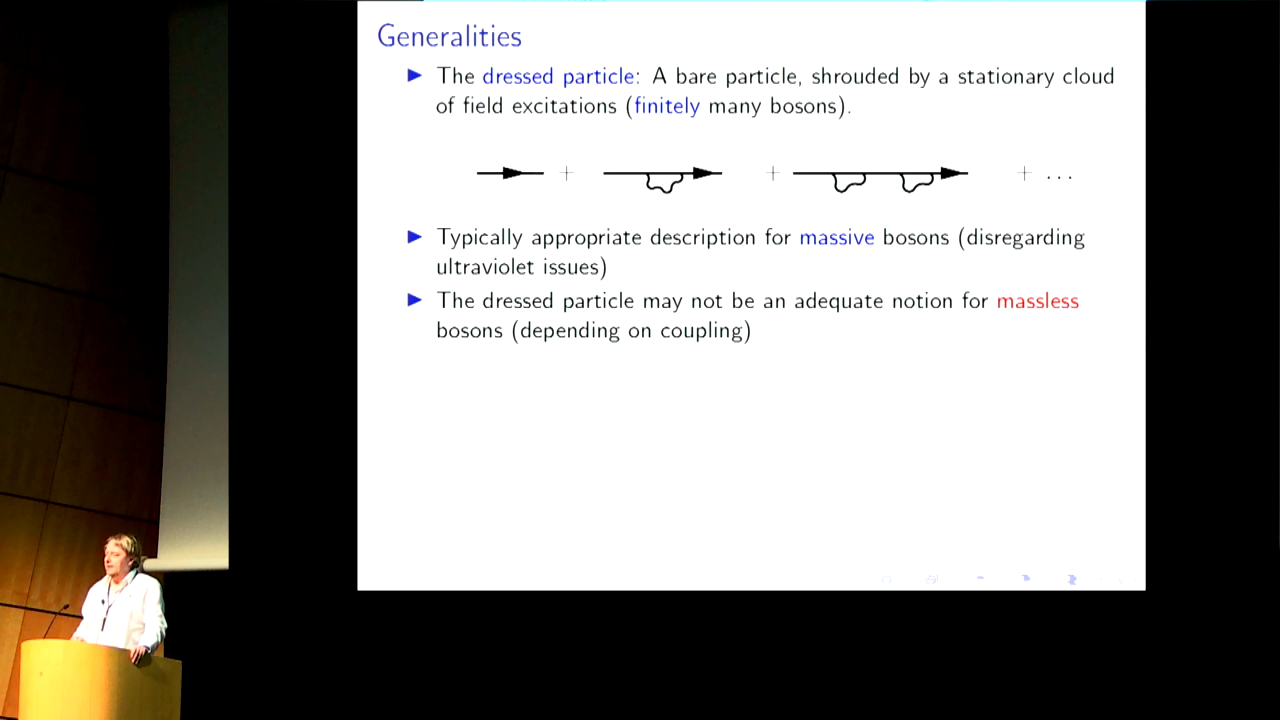 Generalities
The dressed particle: A bare particle, shrouded by a stationary cloud
of field excitations (finitely many bosons).
+ + + ...
Typically appropriate description for massive bosons (disregarding
ultraviolet issues)
The dressed particle may not be an adequate notion for massless
bosons (depending on coupling)